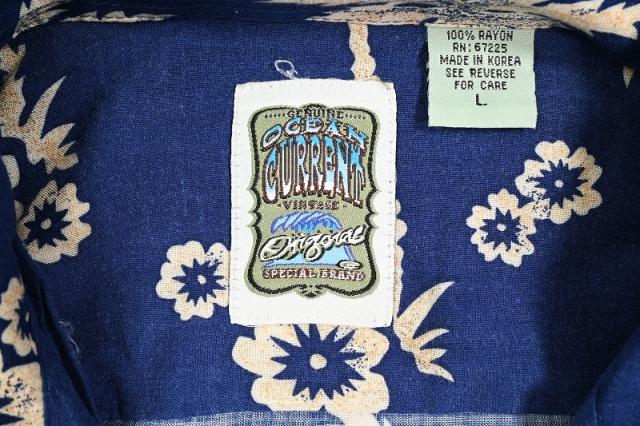 GENUINE
OCEAN
CURRENT
VINTAGE
Original
SPECIAL BRAND
100% RAYON
RN: 67225
MADE IN KOREA
SEE REVERSE
FOR CARE
L.